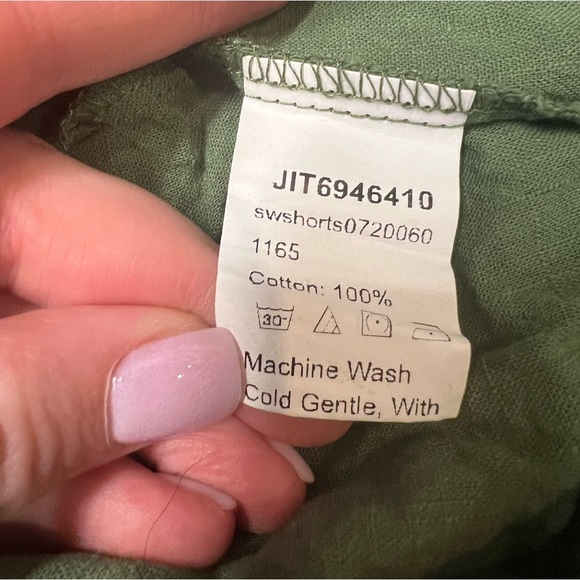 JIT6946410
swshorts0720060
1165
Cotton: 100%
30°
Machine Wash
Cold Gentle, With